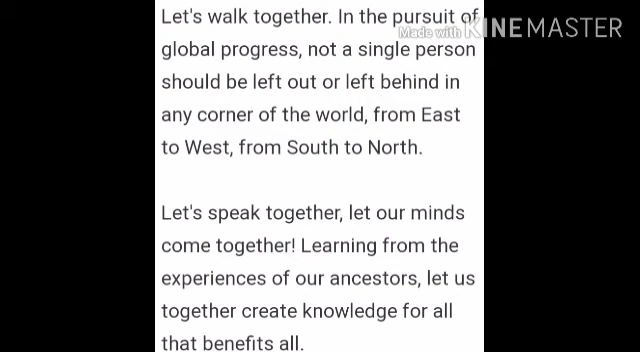 Let's walk together. In the pursuit of
Made with KINEMASTER
global progress, not a single person
should be left out or left behind in
any corner of the world, from East
to West, from South to North.
Let's speak together, let our minds
come together! Learning from the
experiences of our ancestors, let us
together create knowledge for all
that benefits all.